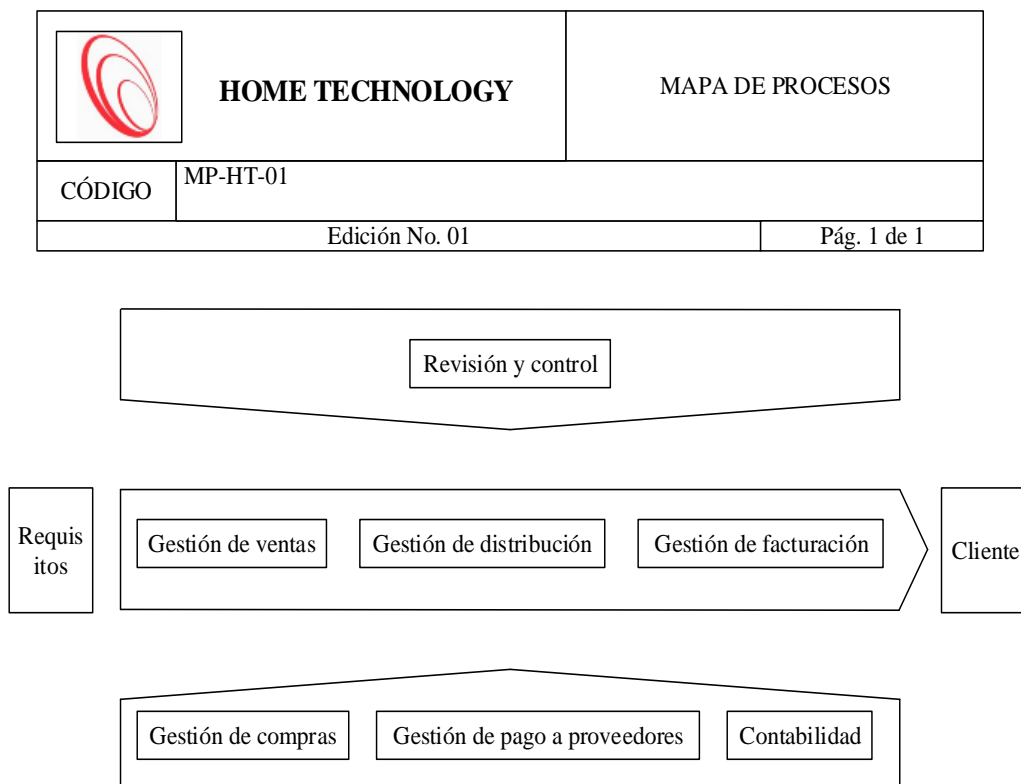 HOME TECHNOLOGY
MAPA DE PROCESOS
CÓDIGO
MP-HT-01
Edición No. 01
Pág. 1 de 1
Revisión y control
Requis
itos
Gestión de ventas
Gestión de distribución
Gestión de facturación
Cliente
Gestión de compras
Gestión de pago a proveedores
Contabilidad